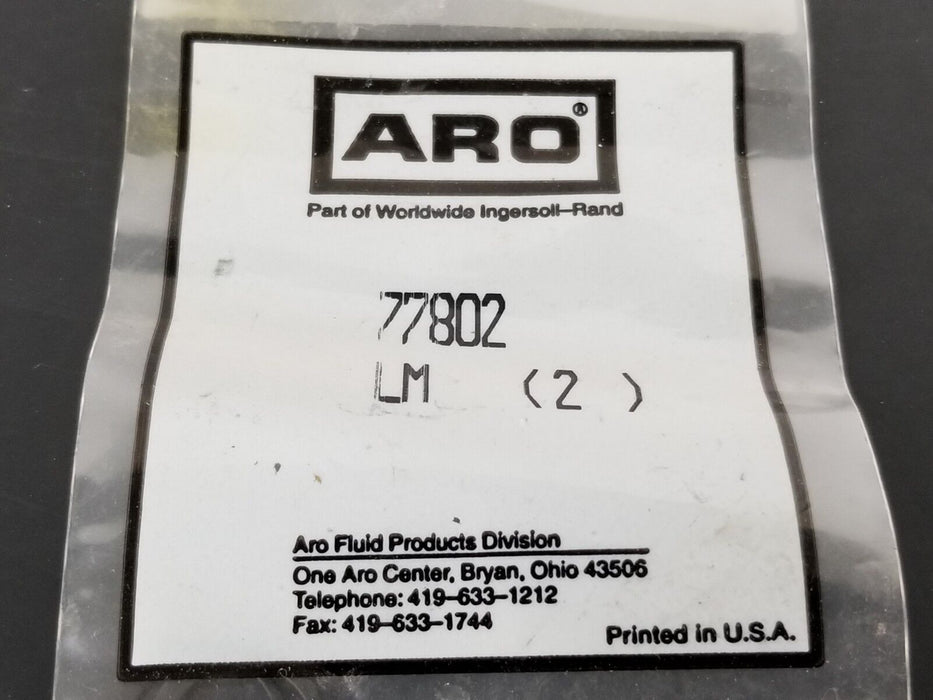 ARO®
Part of Worldwide Ingersoll-Rand
77802
LM (2 )
Aro Fluid Products Division
One Aro Center, Bryan, Ohio 43506
Telephone: 419-633-1212
Fax: 419-633-1744
Printed in U.S.A.